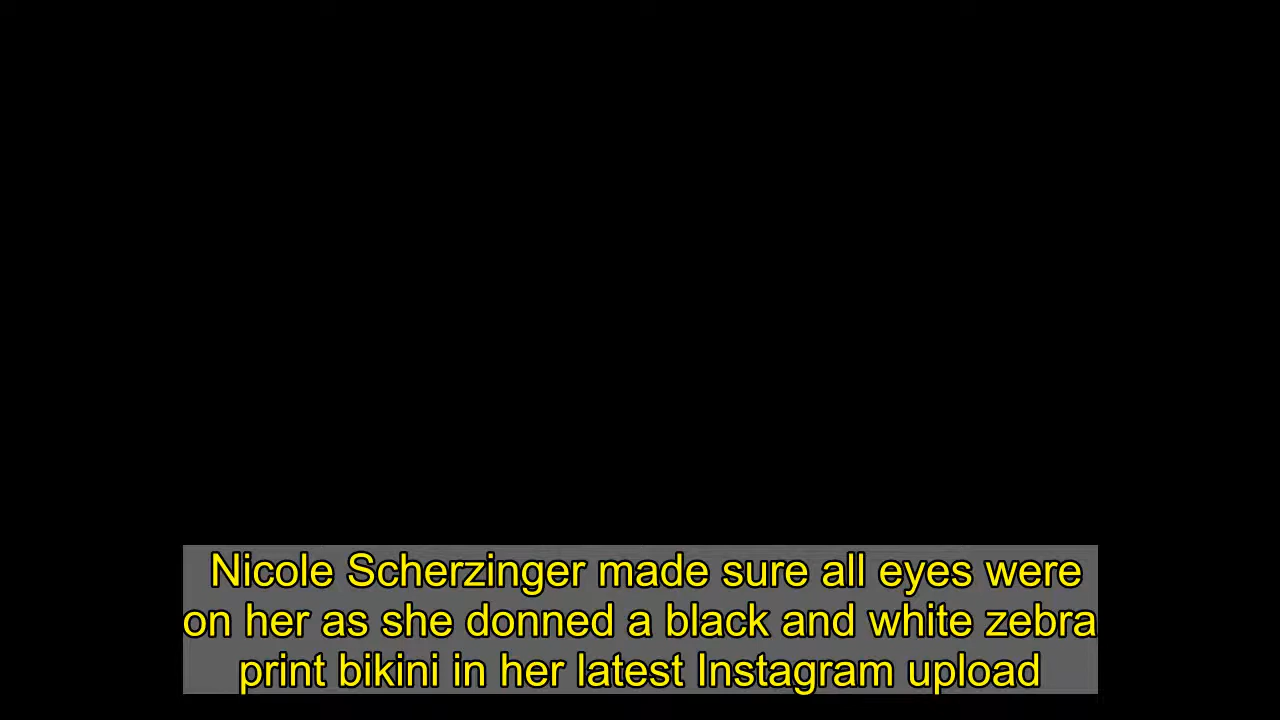 Nicole Scherzinger made sure all eyes were
on her as she donned a black and white zebra
print bikini in her latest Instagram upload